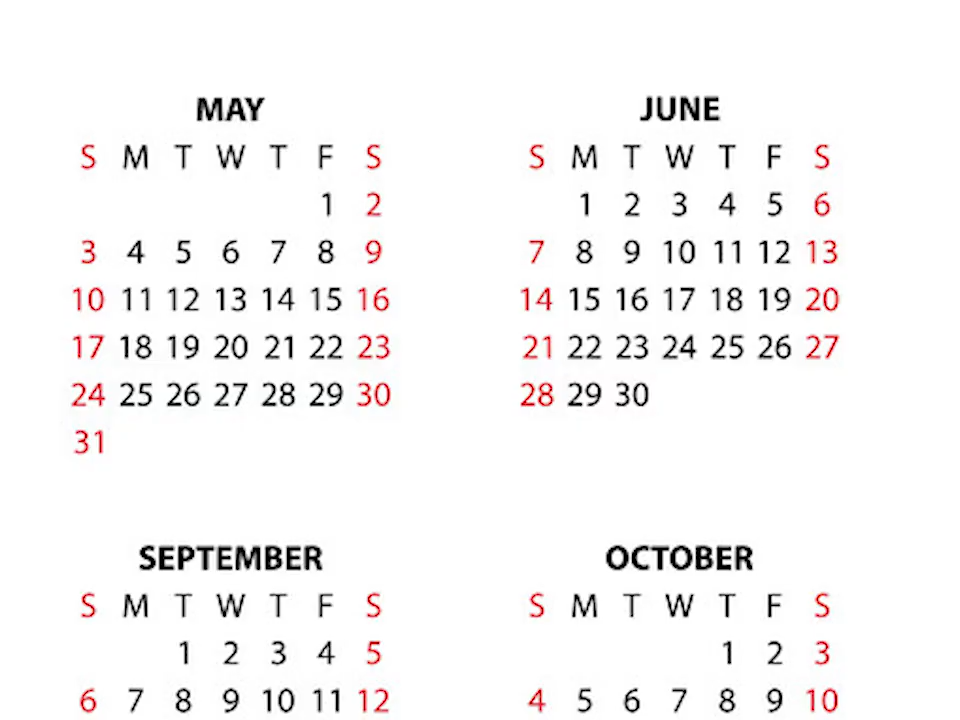 MAY
S M T W T F S
1 2
3 4 5 6 7 8 9
10 11 12 13 14 15 16
17 18 19 20 21 22 23
24 25 26 27 28 29 30
31
JUNE
S M T W T F S
1 2 3 4 5 6
7 8 9 10 11 12 13
14 15 16 17 18 19 20
21 22 23 24 25 26 27
28 29 30
SEPTEMBER
S M T W T F S
1 2 3 4 5
6 7 8 9 10 11 12
OCTOBER
S M T W T F S
1 2 3
4 5 6 7 8 9 10